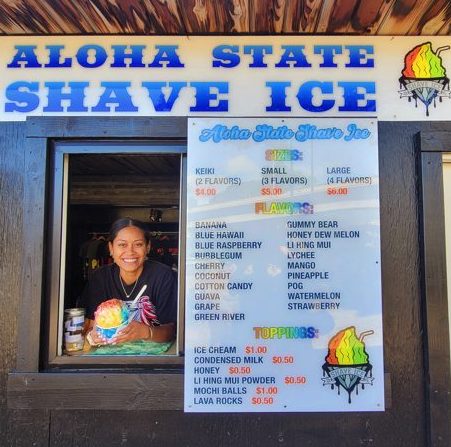 ALOHA STATE
SHAVE ICE
Aloha State Shave Ice
SIZES:
KEIKI SMALL LARGE
(2 FLAVORS) (3 FLAVORS) (4 FLAVORS)
$4.00 $5.00 $6.00
FLAVORS:
BANANA
BLUE HAWAII
BLUE RASPBERRY
BUBBLEGUM
CHERRY
COCONUT
COTTON CANDY
GUAVA
GRAPE
GREEN RIVER
GUMMY BEAR
HONEY DEW MELON
LI HING MUI
LYCHEE
MANGO
PINEAPPLE
POG
WATERMELON
STRAWBERRY
TOPPINGS:
ICE CREAM $1.00
CONDENSED MILK $0.50
HONEY $0.50
LI HING MUI POWDER $0.50
MOCHI BALLS $1.00
LAVA ROCKS $0.50
SHAVE ICE